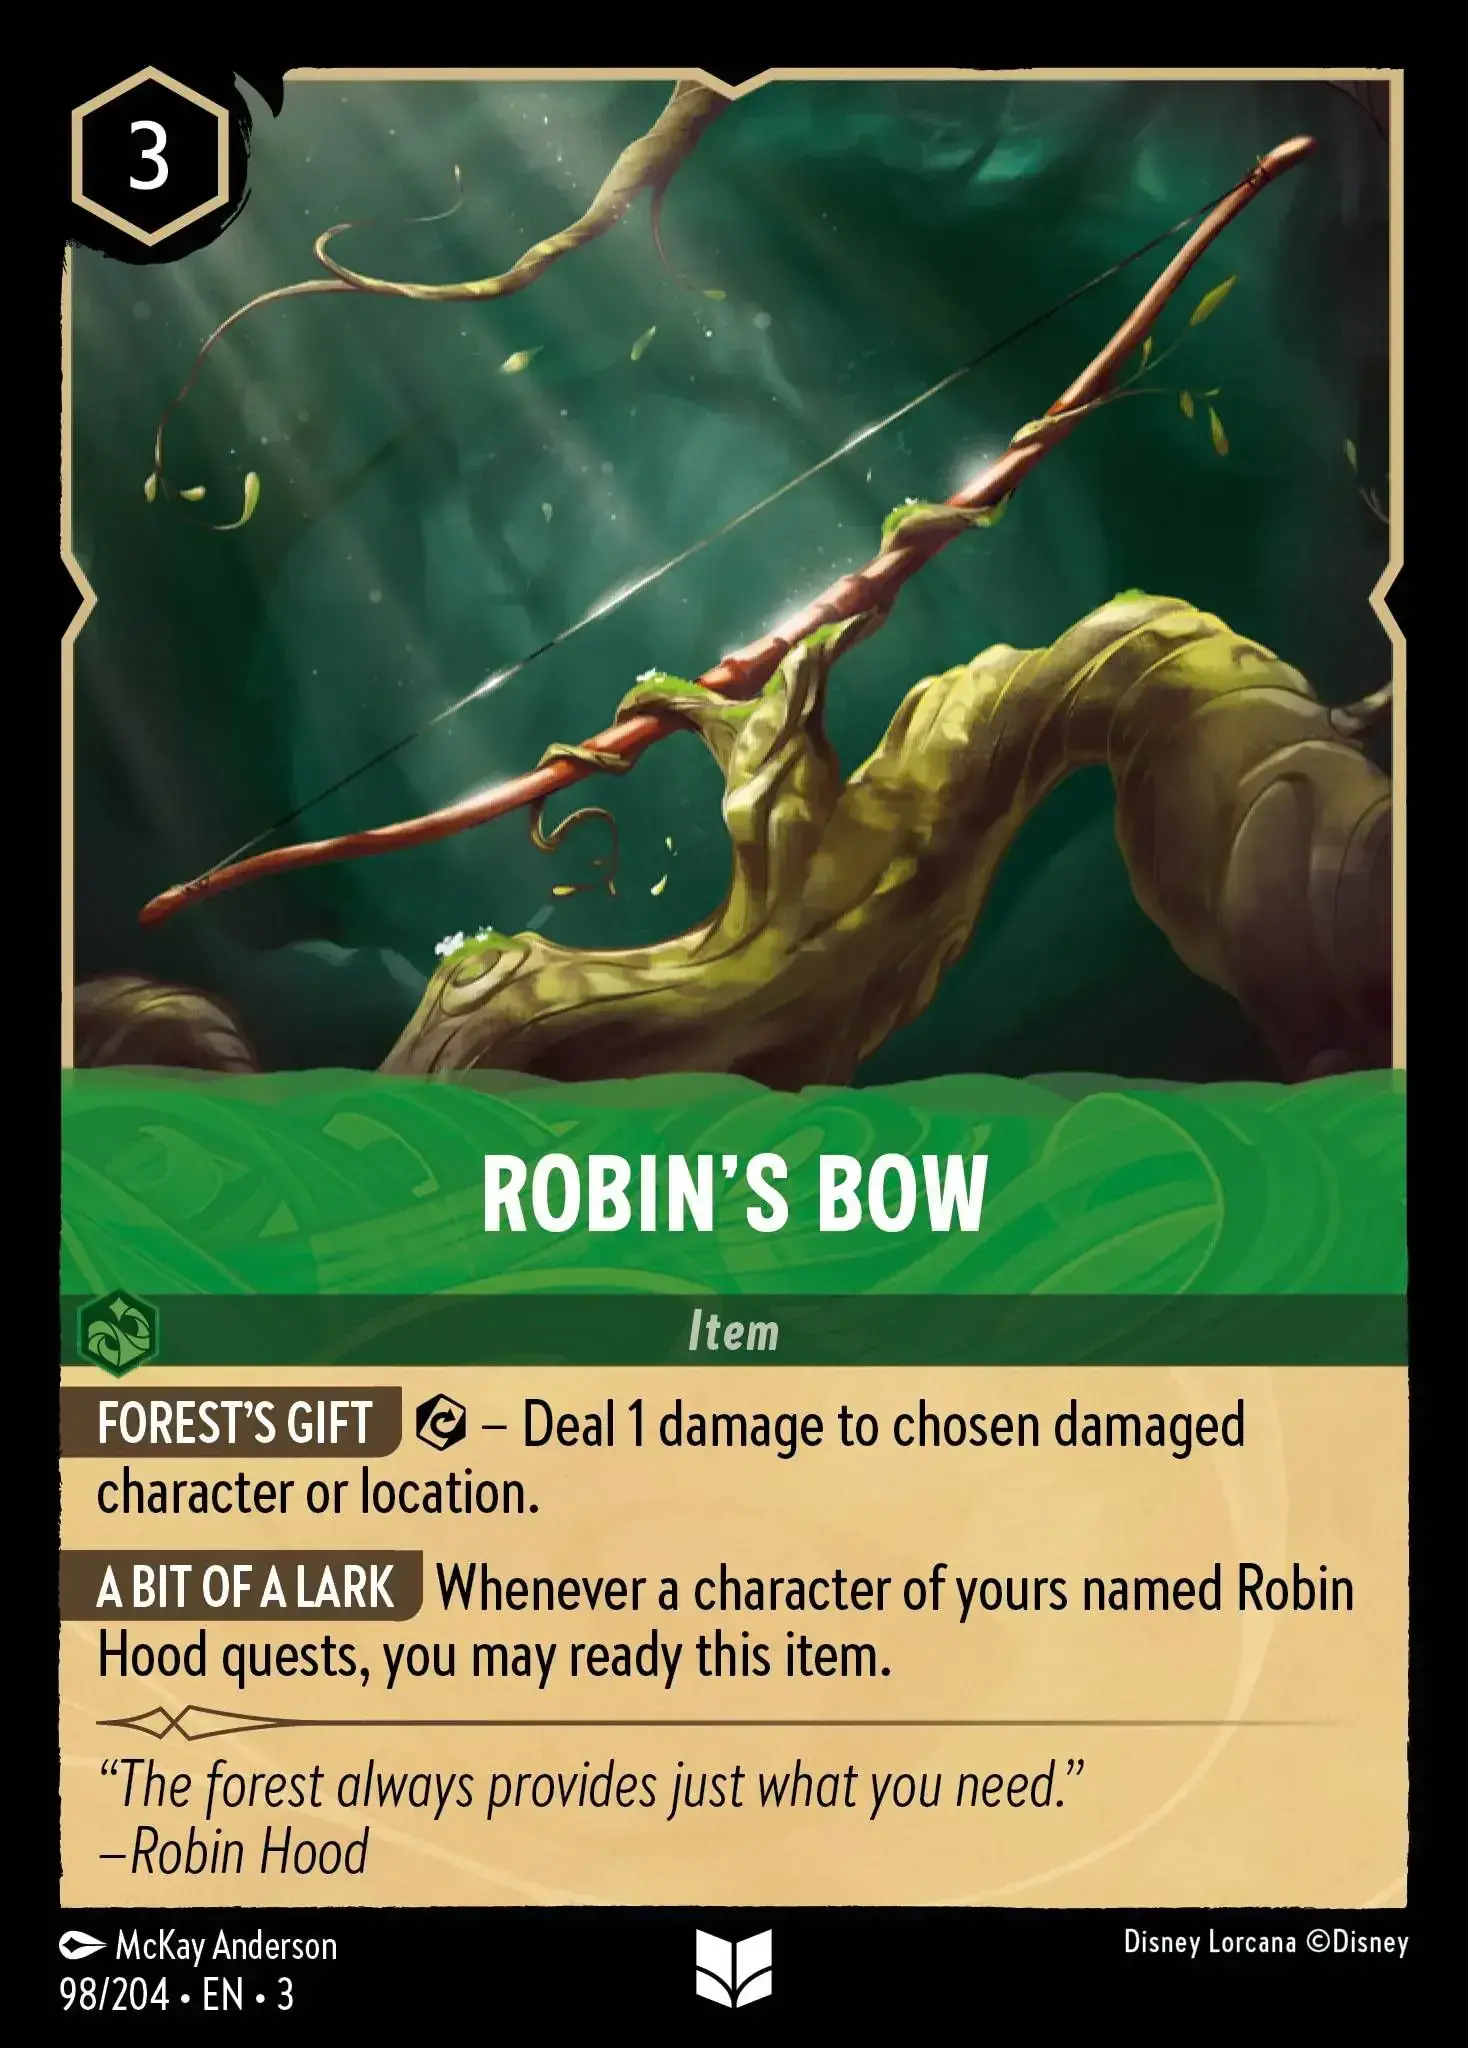 3
ROBIN’S BOW
Item
FOREST’S GIFT – Deal 1 damage to chosen damaged
character or location.
A BIT OF A LARK Whenever a character of yours named Robin
Hood quests, you may ready this item.
“The forest always provides just what you need.”
–Robin Hood
McKay Anderson
Disney Lorcana ©Disney
98/204 • EN • 3